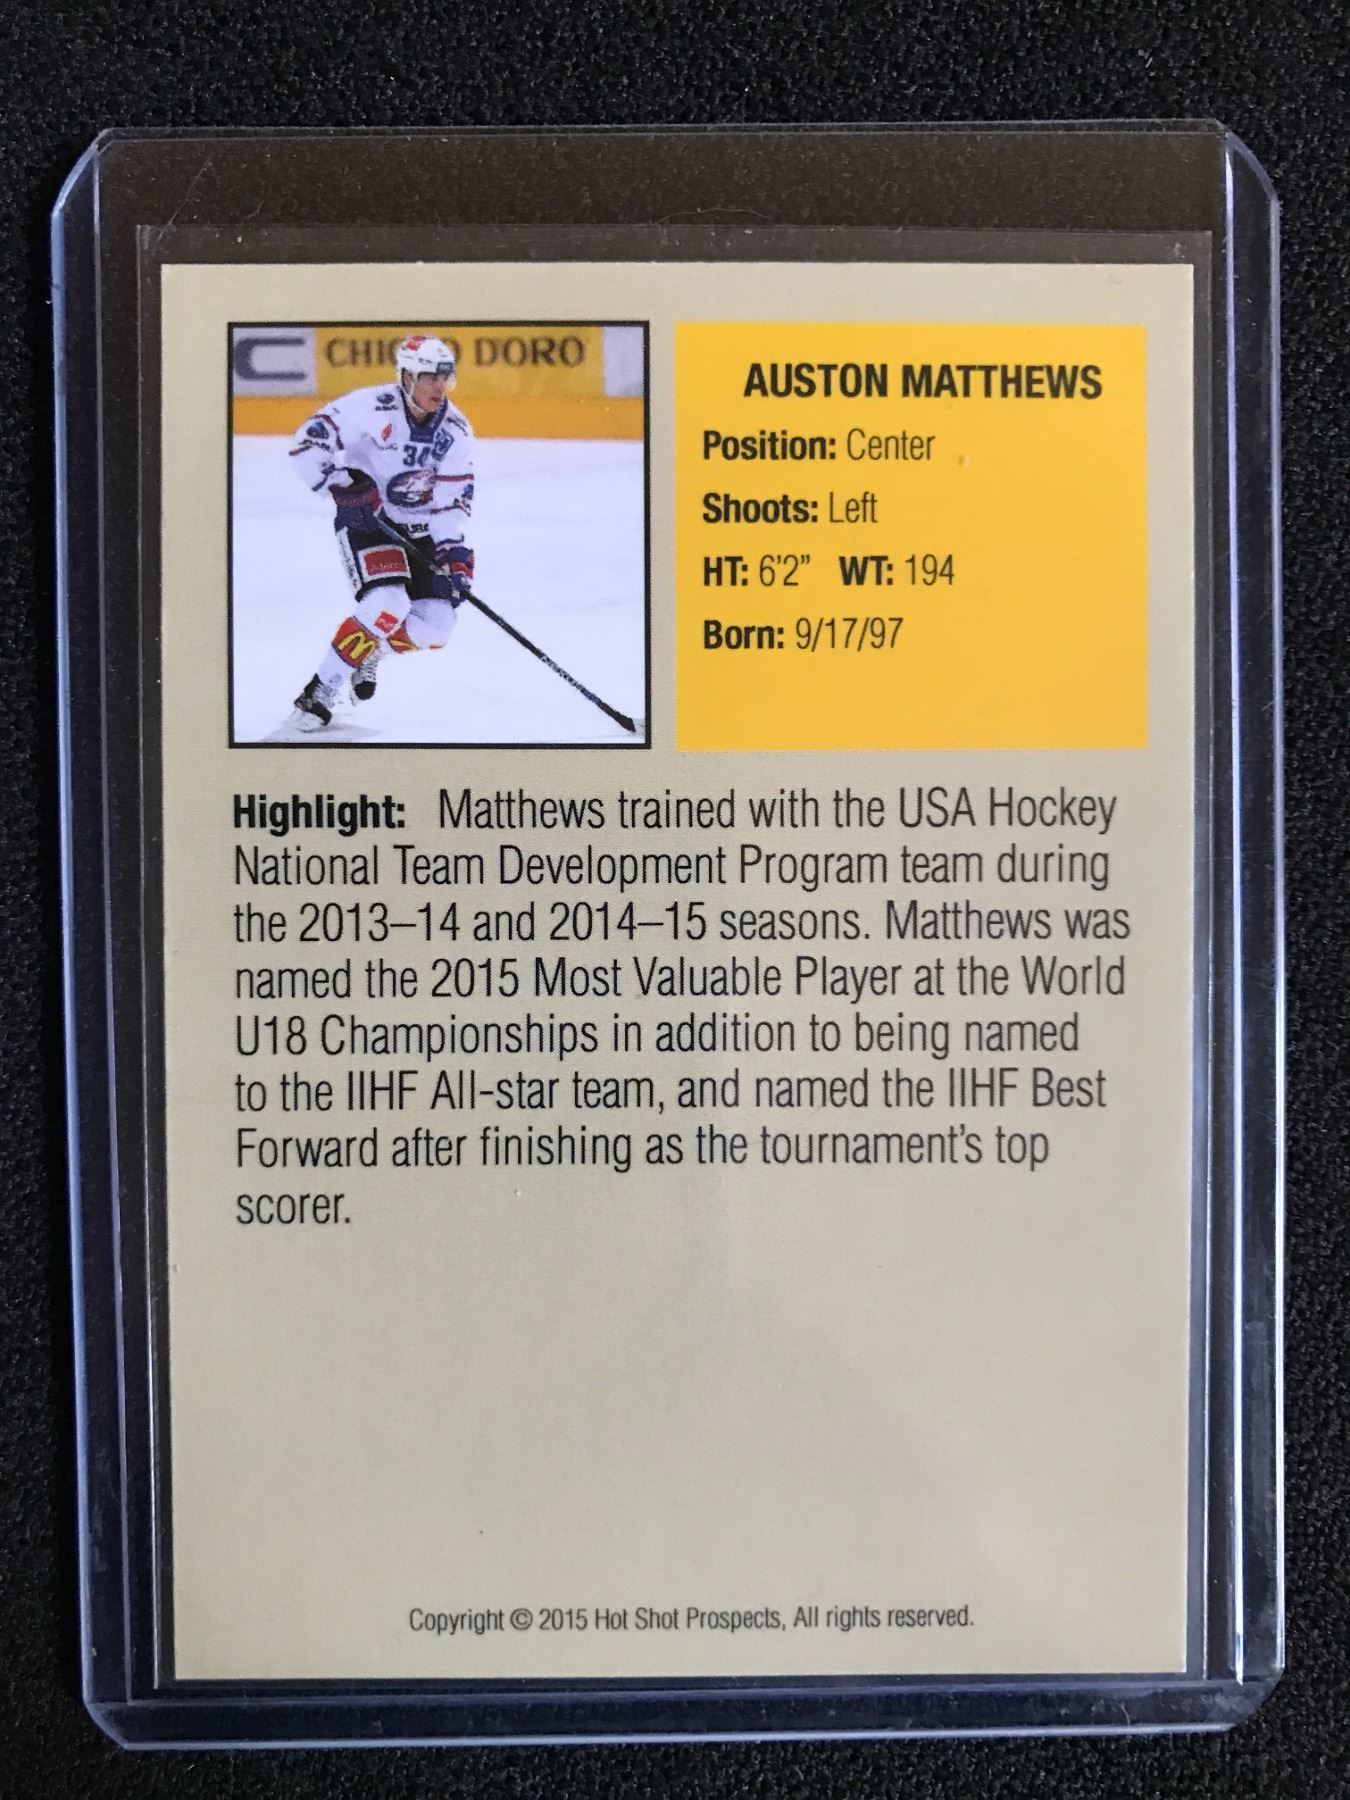 CHICCO D'ORO
34
AUSTON MATTHEWS
Position: Center
Shoots: Left
HT: 6'2" WT: 194
Born: 9/17/97
Highlight: Matthews trained with the USA Hockey
National Team Development Program team during
the 2013–14 and 2014–15 seasons. Matthews was
named the 2015 Most Valuable Player at the World
U18 Championships in addition to being named
to the IIHF All-star team, and named the IIHF Best
Forward after finishing as the tournament's top
scorer.
Copyright © 2015 Hot Shot Prospects, All rights reserved.